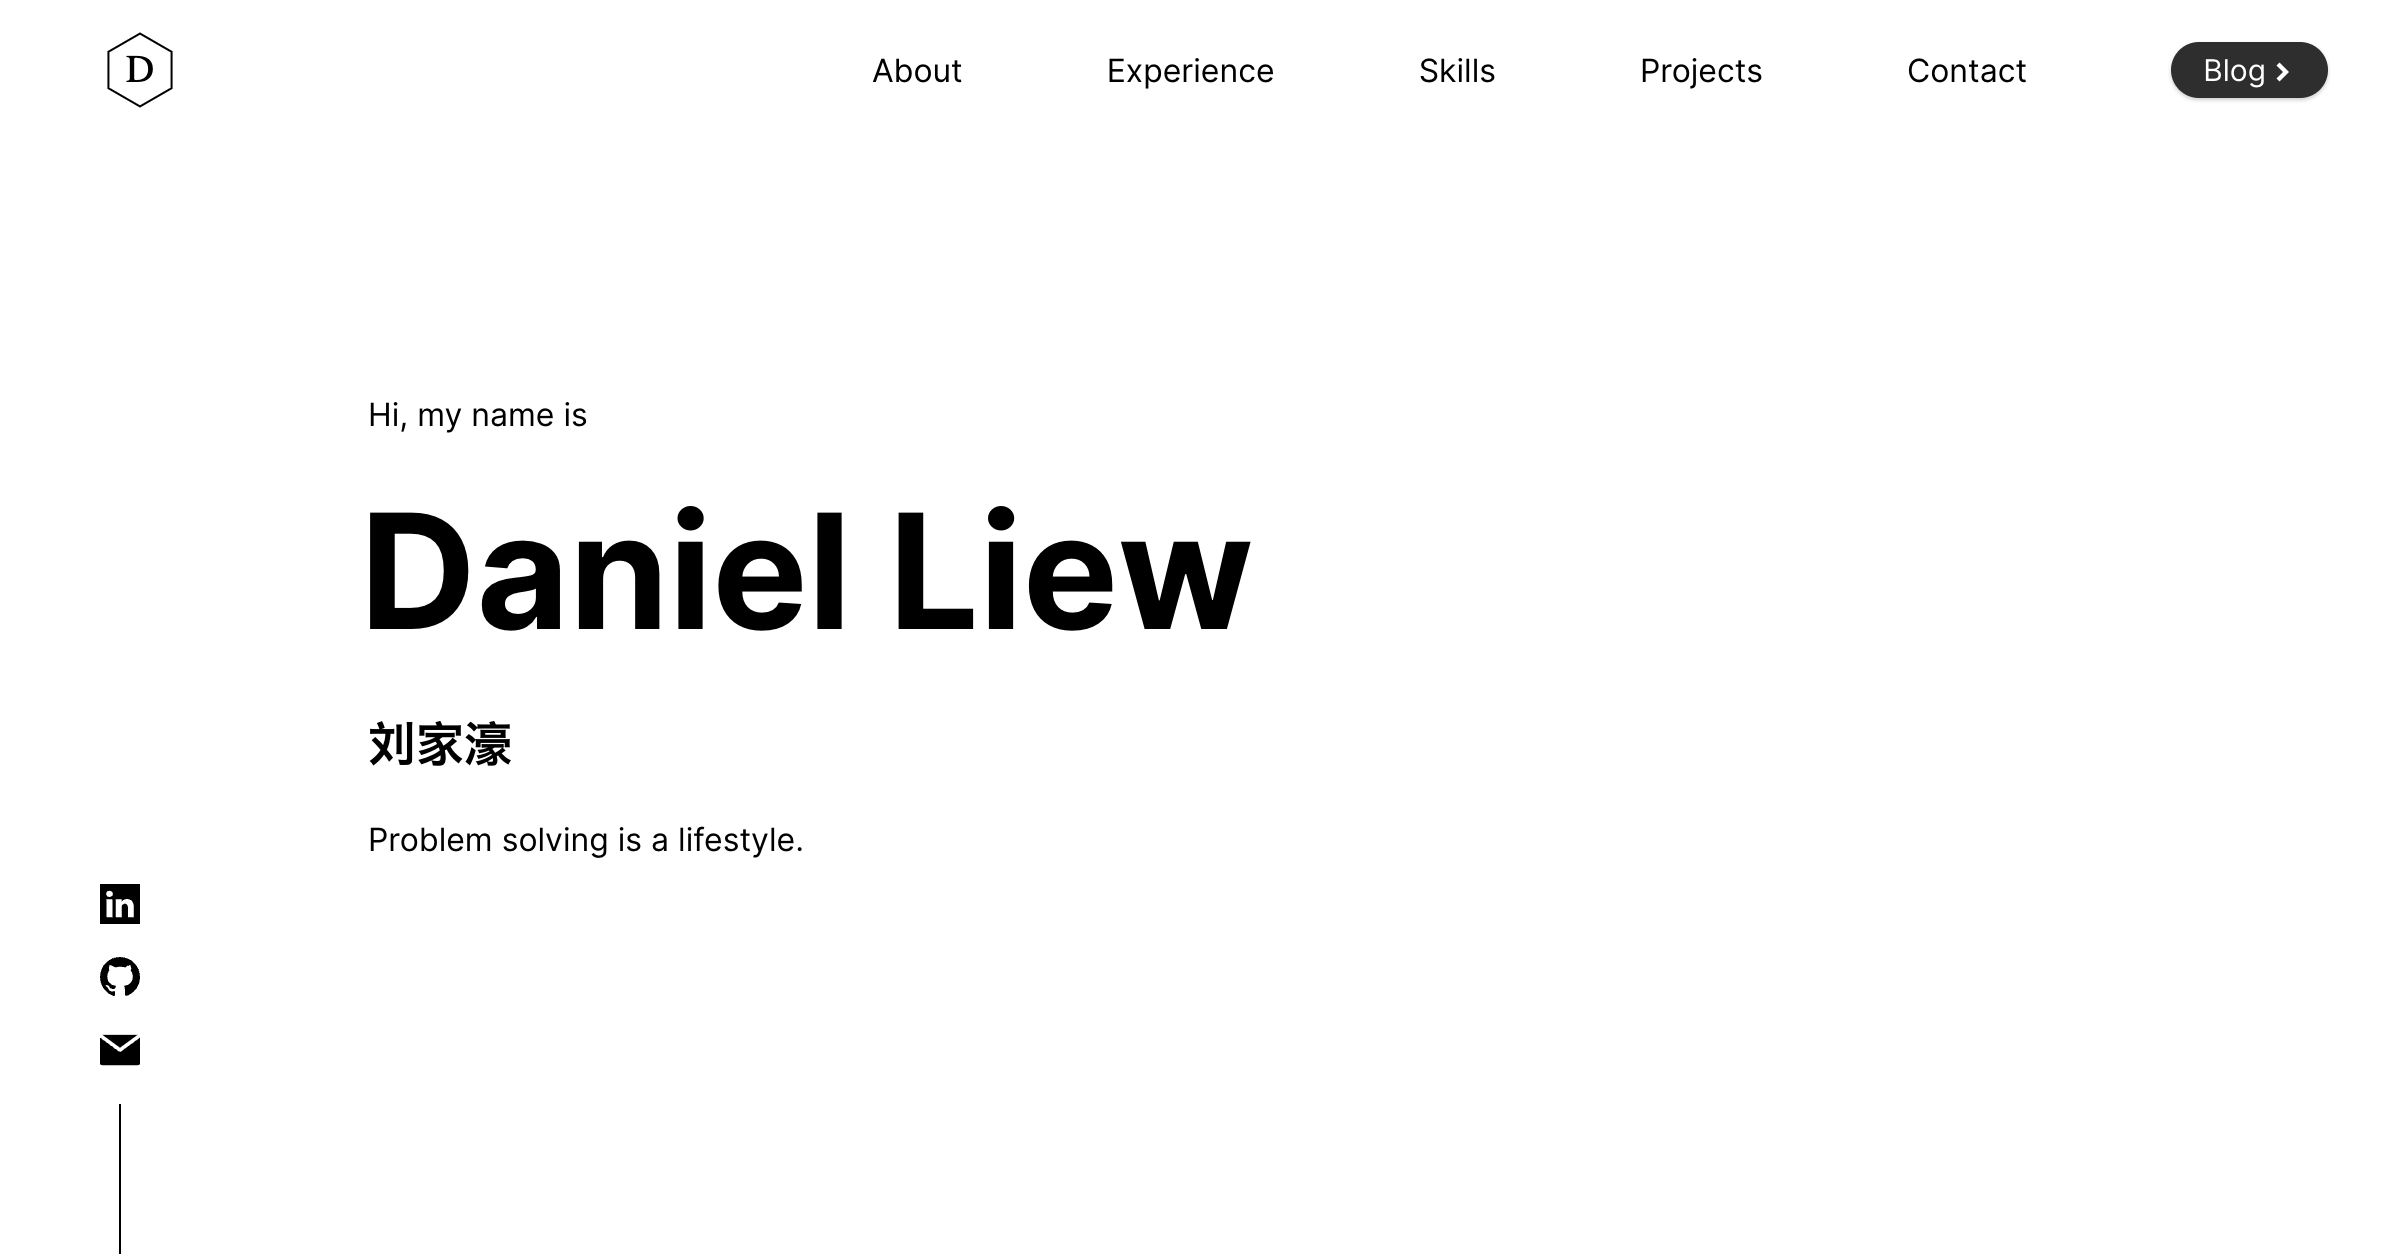 D
About
Experience
Skills
Projects
Contact
Blog
Hi, my name is
Daniel Liew
刘家濠
Problem solving is a lifestyle.
in